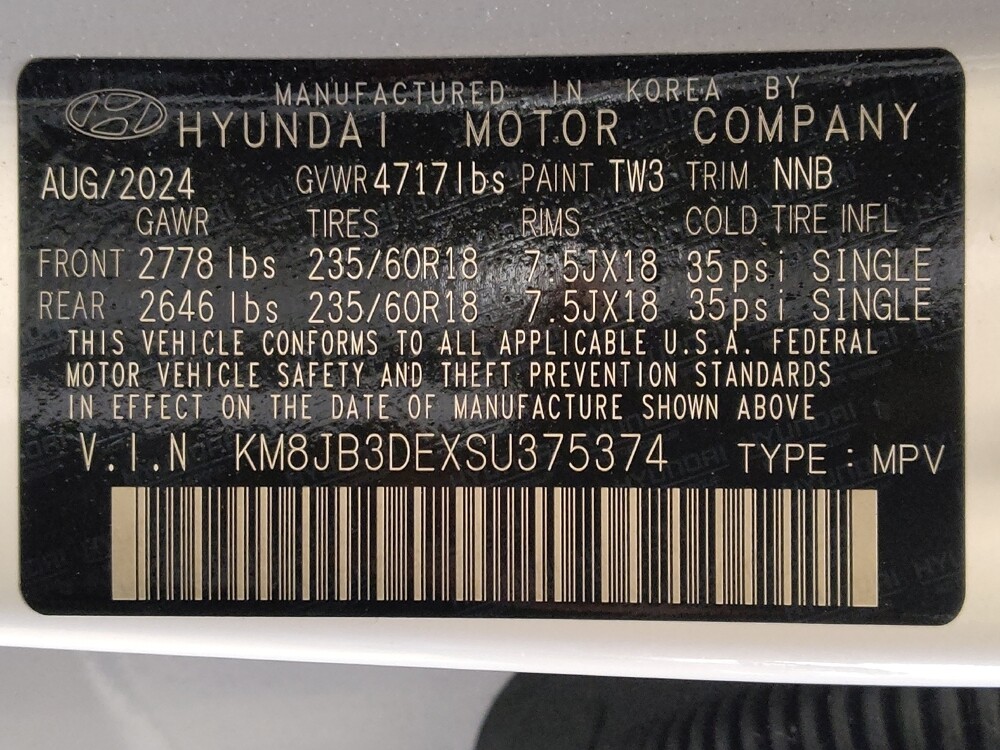 MANUFACTURED IN KOREA BY
HYUNDAI MOTOR COMPANY
AUG/2024 GVWR 4717lbs PAINT TW3 TRIM NNB
GAWR TIRES RIMS COLD TIRE INFL
FRONT 2778 lbs 235/60R18 7.5JX18 35psi SINGLE
REAR 2646 lbs 235/60R18 7.5JX18 35psi SINGLE
THIS VEHICLE CONFORMS TO ALL APPLICABLE U.S.A. FEDERAL
MOTOR VEHICLE SAFETY AND THEFT PREVENTION STANDARDS
IN EFFECT ON THE DATE OF MANUFACTURE SHOWN ABOVE
V.I.N KM8JB3DEXSU375374 TYPE : MPV